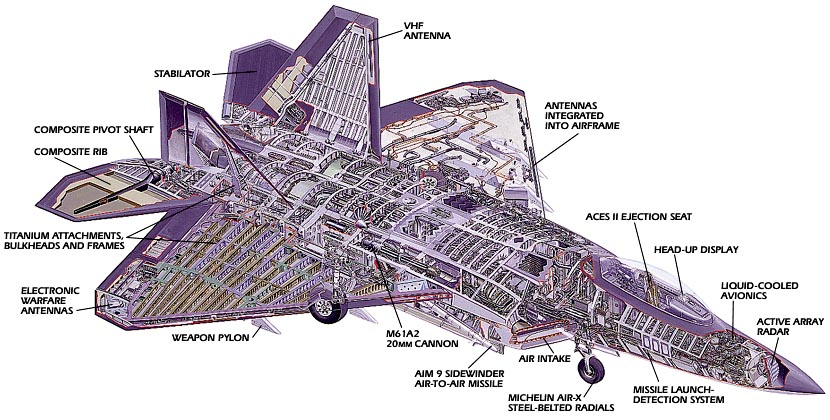 VHF
ANTENNA
STABILATOR
ANTENNAS
INTEGRATED
INTO AIRFRAME
COMPOSITE PIVOT SHAFT
COMPOSITE RIB
ACES II EJECTION SEAT
TITANIUM ATTACHMENTS,
BULKHEADS AND FRAMES
HEAD-UP DISPLAY
LIQUID-COOLED
AVIONICS
ELECTRONIC
WARFARE
ANTENNAS
ACTIVE ARRAY
RADAR
WEAPON PYLON
M61A2
20MM CANNON
AIR INTAKE
AIM 9 SIDEWINDER
AIR-TO-AIR MISSILE
MISSILE LAUNCH-
DETECTION SYSTEM
MICHELIN AIR-X
STEEL-BELTED RADIALS